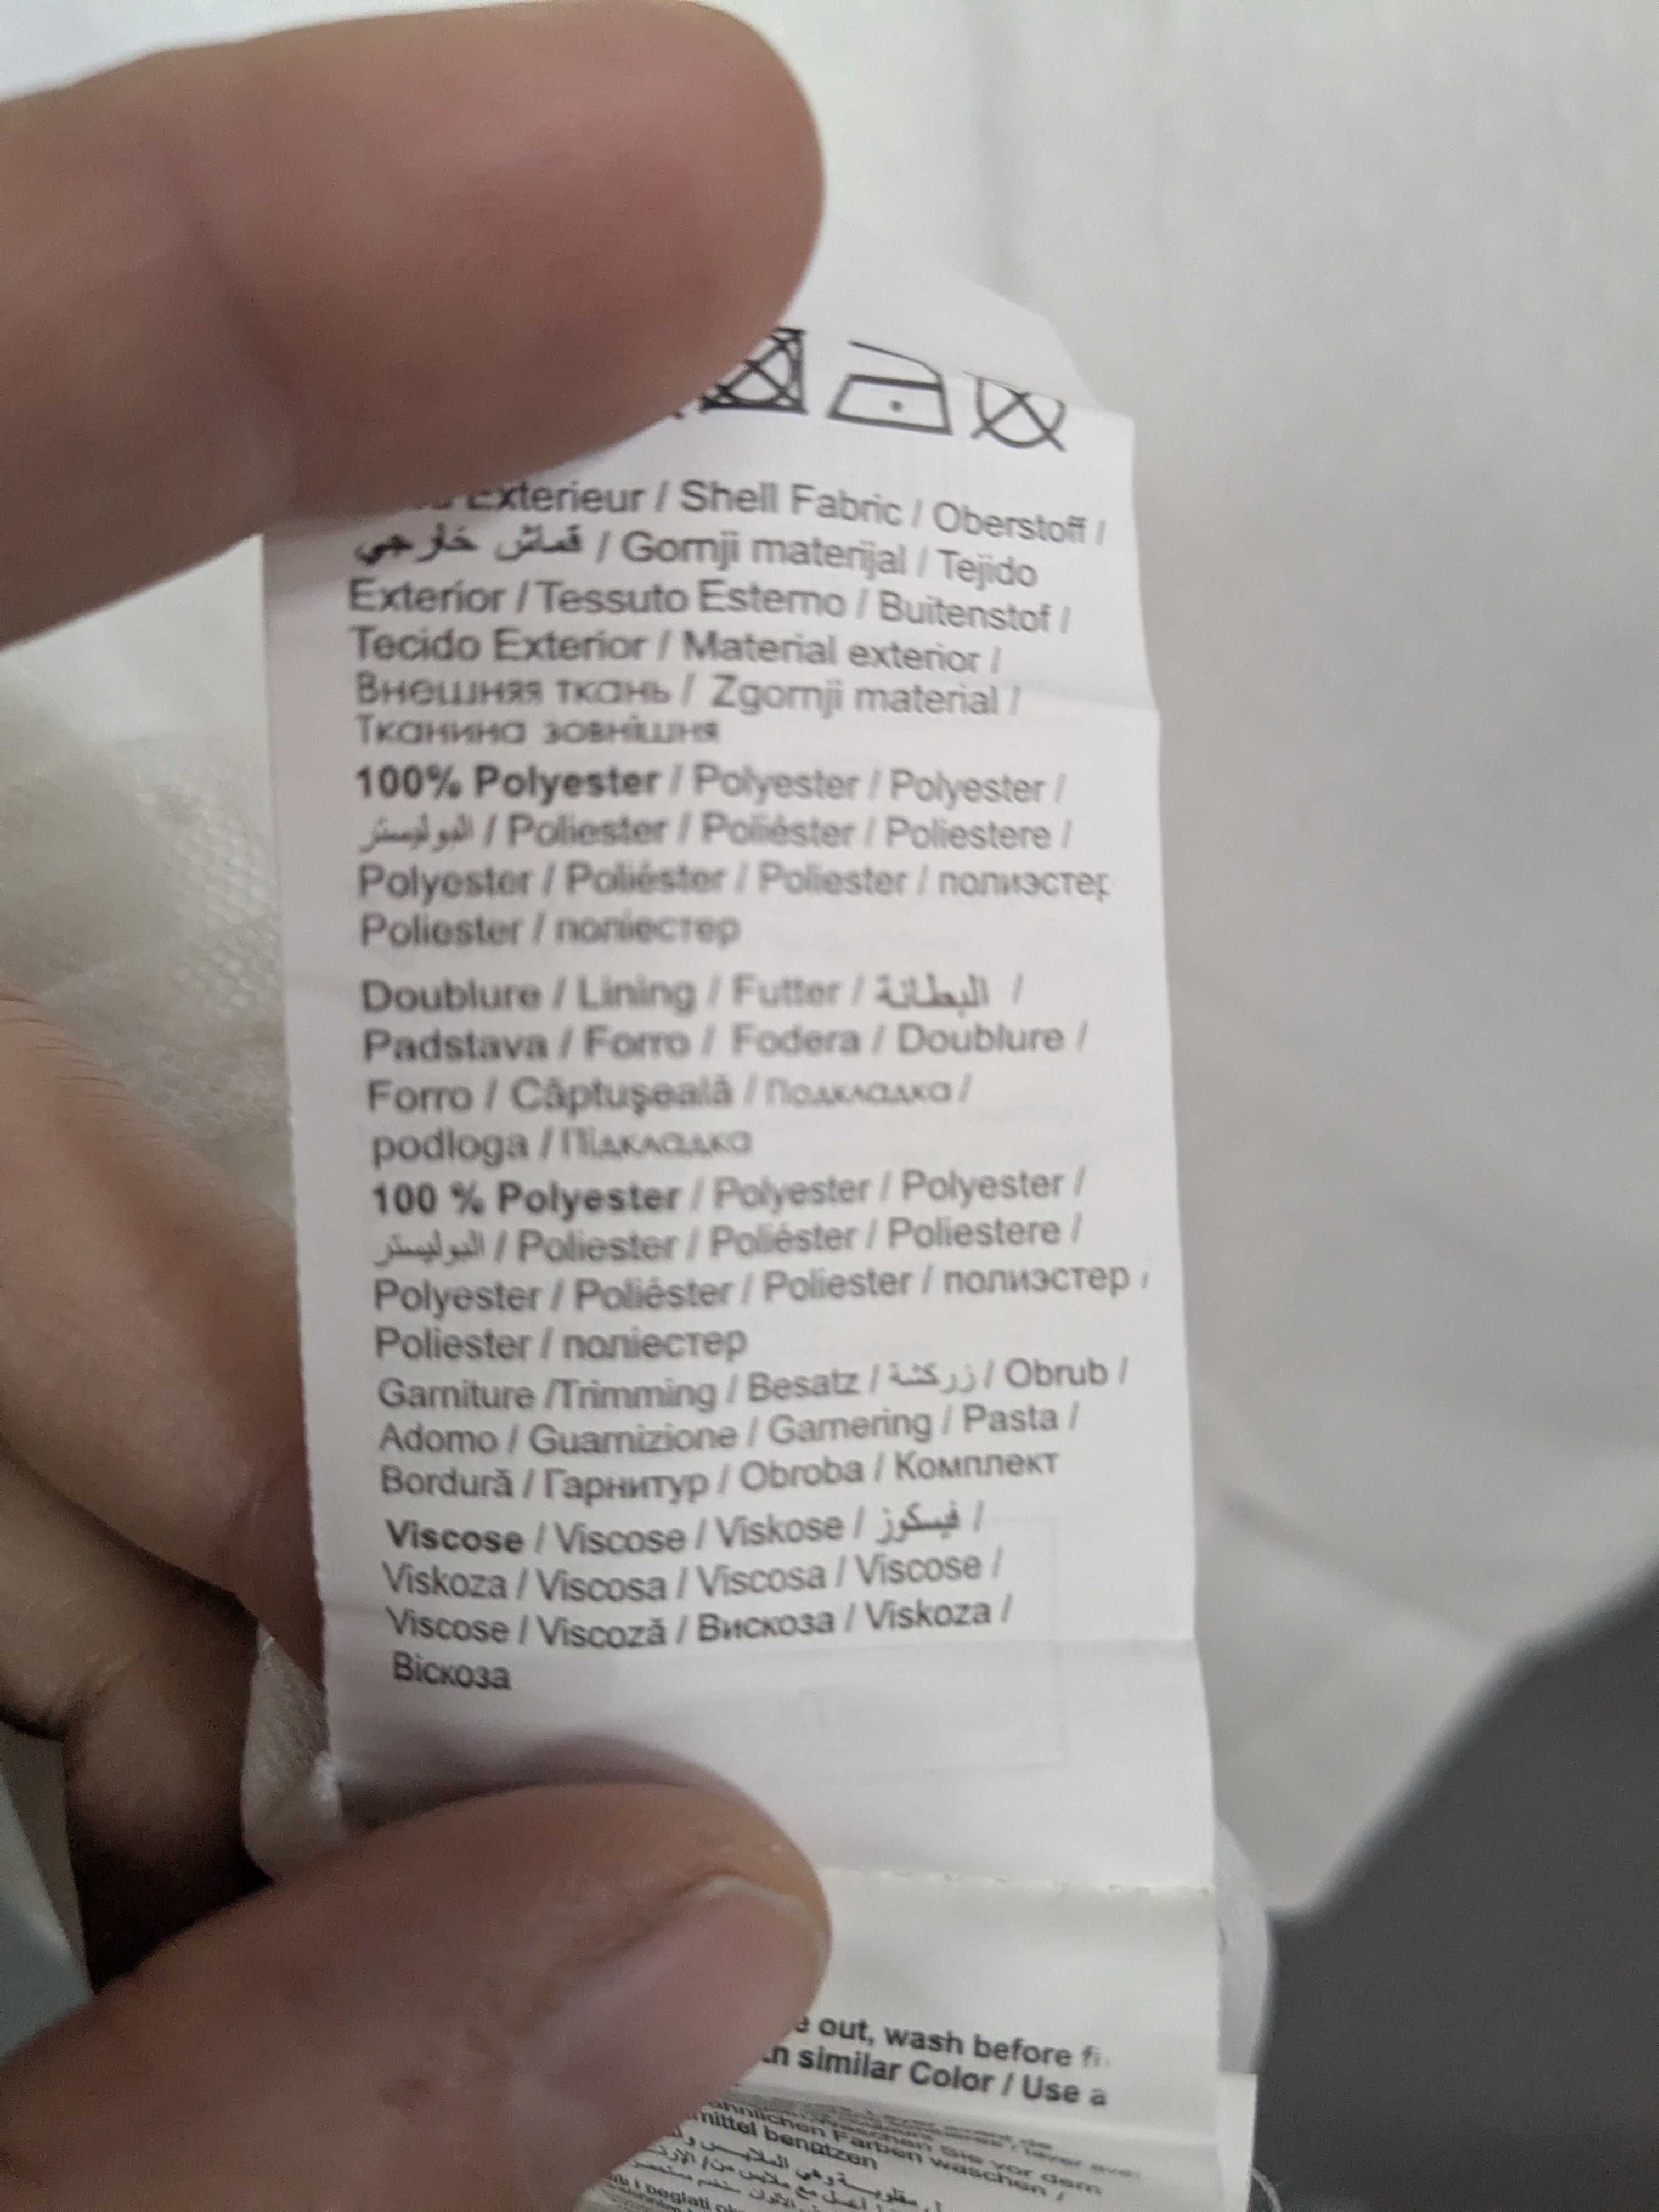 Exterieur / Shell Fabric / Oberstoff /
قماش خارجي / Gornji materijal / Tejido
Exterior / Tessuto Esterno / Buitenstof /
Tecido Exterior / Material exterior /
Внешняя ткань / Zgornji material /
Тканина зовнішня
100% Polyester / Polyester / Polyester /
البوليستر / Poliester / Poliéster / Poliestere /
Polyester / Poliéster / Poliester / полиэстер
Poliester / поліестер
Doublure / Lining / Futter / البطانة /
Padstava / Forro / Fodera / Doublure /
Forro / Căptuşeală / Подкладка /
podloga / Підкладка
100 % Polyester / Polyester / Polyester /
البوليستر / Poliester / Poliéster / Poliestere /
Polyester / Poliéster / Poliester / полиэстер /
Poliester / поліестер
Garniture /Trimming / Besatz / زركشة / Obrub /
Adorno / Guarnizione / Garnering / Pasta /
Bordură / Гарнитур / Obroba / Комплект
Viscose / Viscose / Viskose / فيسكوز /
Viskoza / Viscosa / Viscosa / Viscose /
Viscose / Viscoză / Вискоза / Viskoza /
Віскоза
out, wash before
similar Color / Use a
Farben waschen /
benutzen